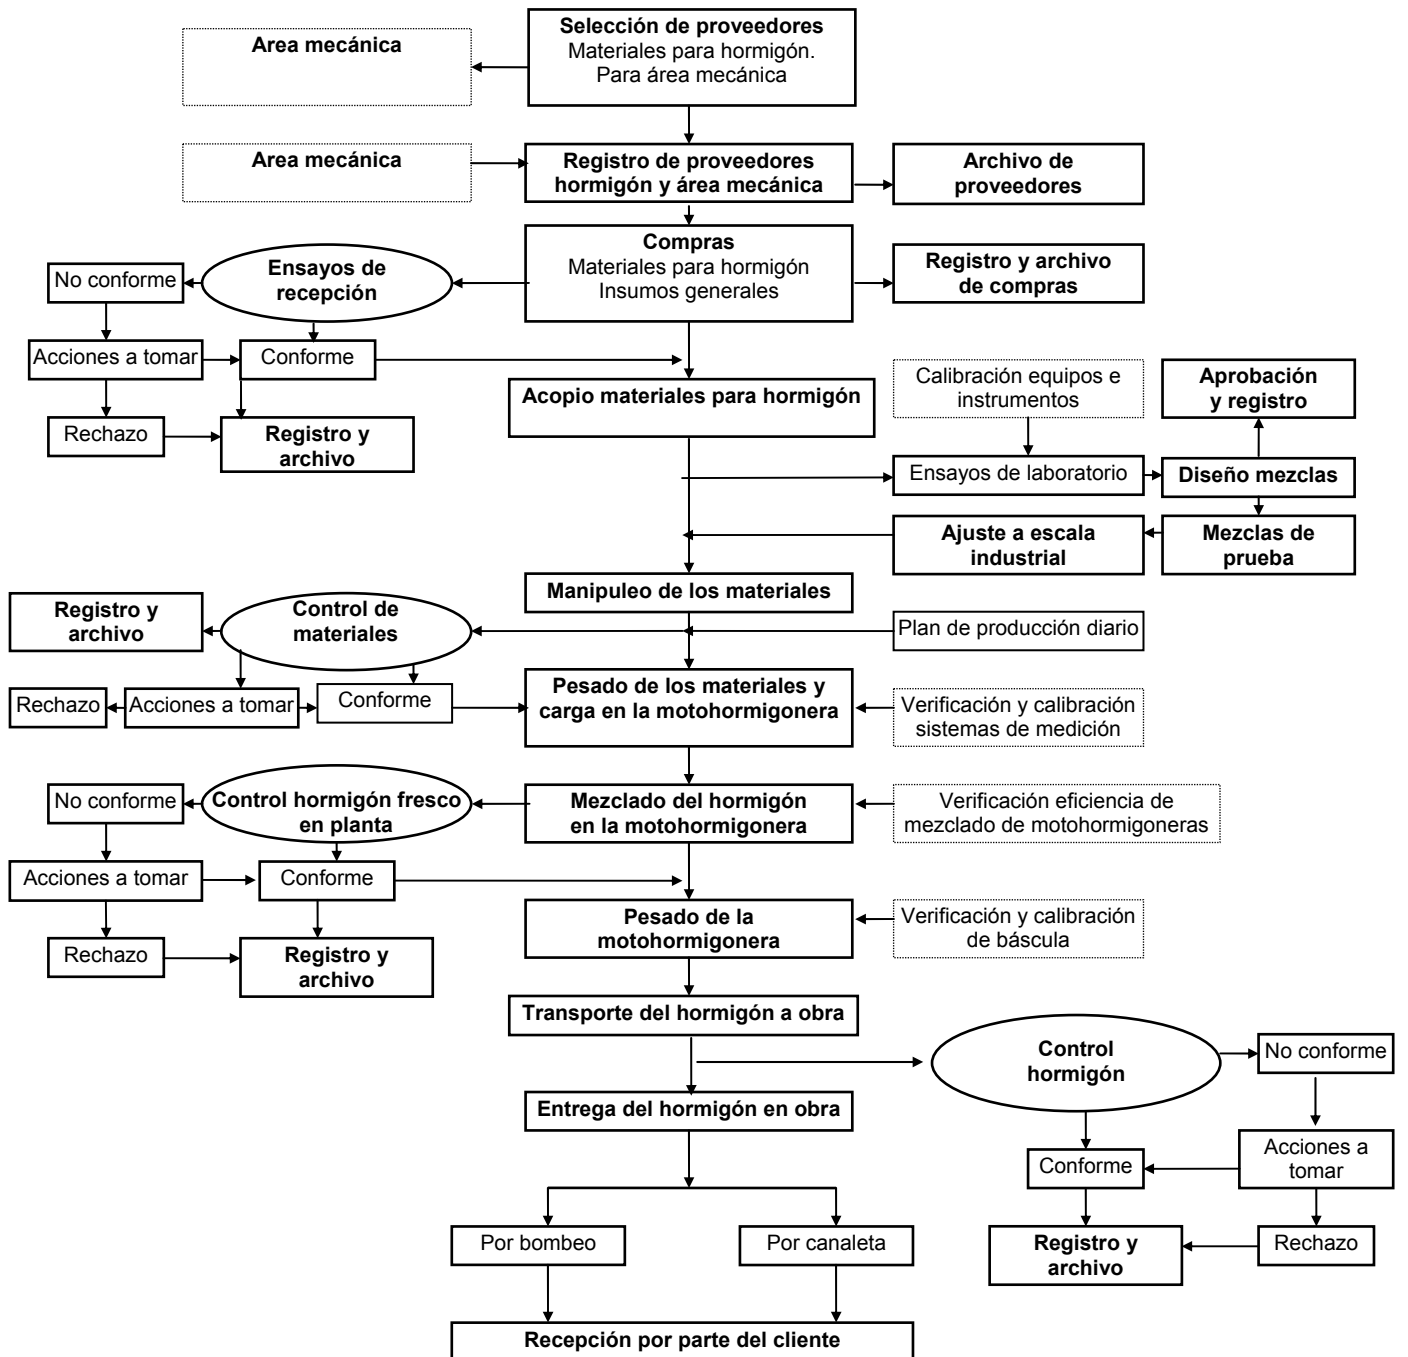 Area mecánica
Selección de proveedores
Materiales para hormigón.
Para área mecánica
Area mecánica
Registro de proveedores
hormigón y área mecánica
Archivo de
proveedores
Compras
Materiales para hormigón
Insumos generales
Registro y archivo
de compras
Ensayos de
recepción
No conforme
Acciones a tomar
Conforme
Rechazo
Registro y
archivo
Acopio materiales para hormigón
Calibración equipos e
instrumentos
Aprobación
y registro
Ensayos de laboratorio
Diseño mezclas
Ajuste a escala
industrial
Mezclas de
prueba
Manipuleo de los materiales
Registro y
archivo
Control de
materiales
Plan de producción diario
Rechazo
Acciones a tomar
Conforme
Pesado de los materiales y
carga en la motohormigonera
Verificación y calibración
sistemas de medición
No conforme
Control hormigón fresco
en planta
Mezclado del hormigón
en la motohormigonera
Verificación eficiencia de
mezclado de motohormigoneras
Acciones a tomar
Conforme
Pesado de la
motohormigonera
Verificación y calibración
de báscula
Rechazo
Registro y
archivo
Transporte del hormigón a obra
Control
hormigón
No conforme
Entrega del hormigón en obra
Conforme
Acciones a
tomar
Por bombeo
Por canaleta
Registro y
archivo
Rechazo
Recepción por parte del cliente